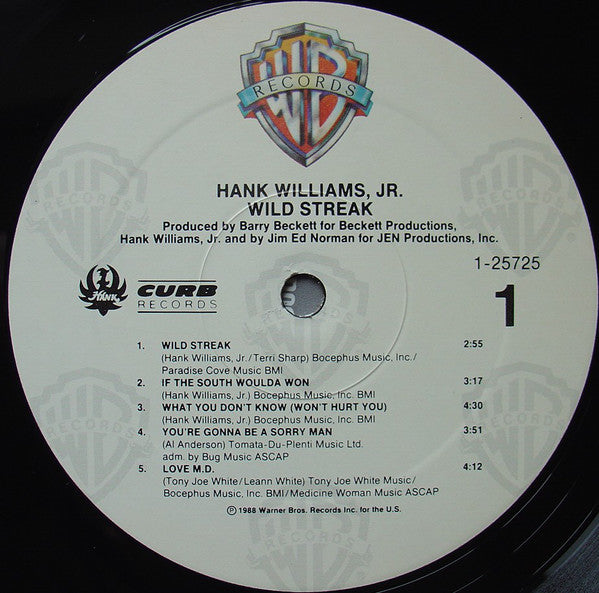 WB
RECORDS
HANK WILLIAMS, JR.
WILD STREAK
Produced by Barry Beckett for Beckett Productions,
Hank Williams, Jr. and by Jim Ed Norman for JEN Productions, Inc.
1-25725
HANK
CURB
RECORDS
1
1. WILD STREAK 2:55
(Hank Williams, Jr./Terri Sharp) Bocephus Music, Inc./
Paradise Cove Music BMI
2. IF THE SOUTH WOULDA WON 3:17
(Hank Williams, Jr.) Bocephus Music, Inc. BMI
3. WHAT YOU DON'T KNOW (WON'T HURT YOU) 4:30
(Hank Williams, Jr.) Bocephus Music, Inc. BMI
4. YOU'RE GONNA BE A SORRY MAN 3:51
(Al Anderson) Tomata-Du-Plenti Music Ltd.
adm. by Bug Music ASCAP
5. LOVE M.D. 4:12
(Tony Joe White/Leann White) Tony Joe White Music/
Bocephus Music, Inc. BMI/Medicine Woman Music ASCAP
℗ 1988 Warner Bros. Records Inc. for the U.S.